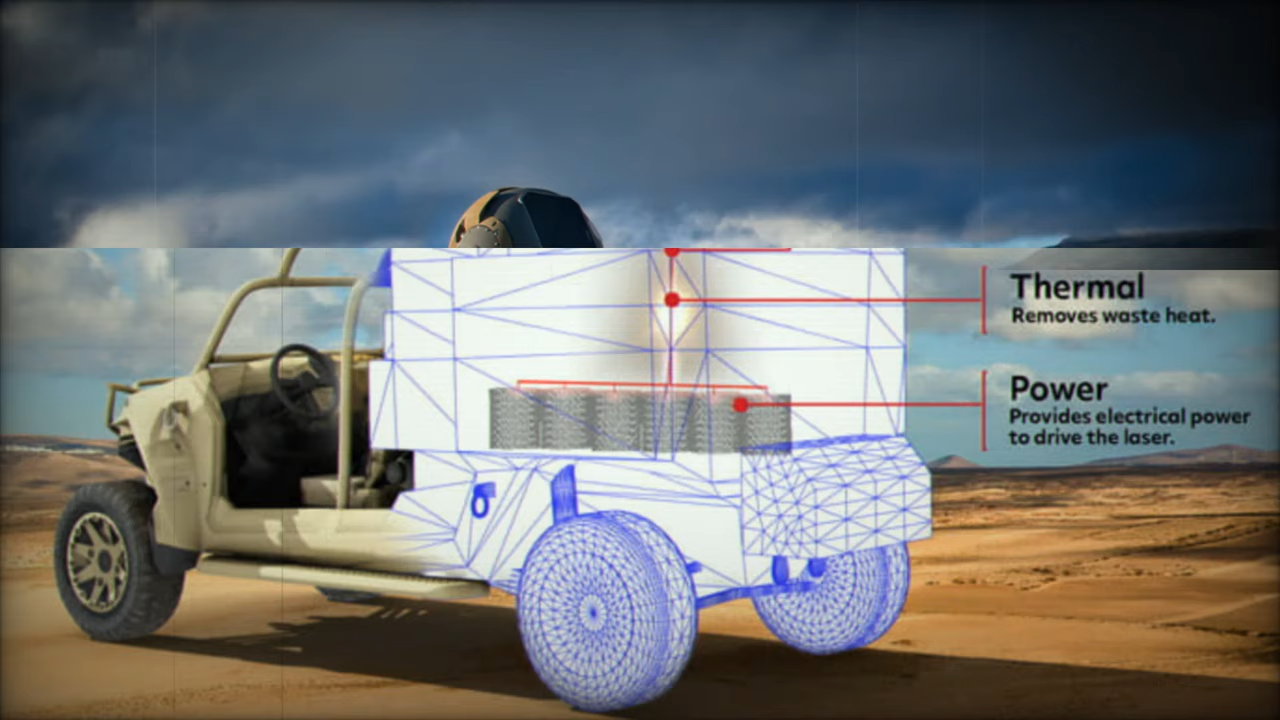 Thermal
Removes waste heat.
Power
Provides electrical power
to drive the laser.